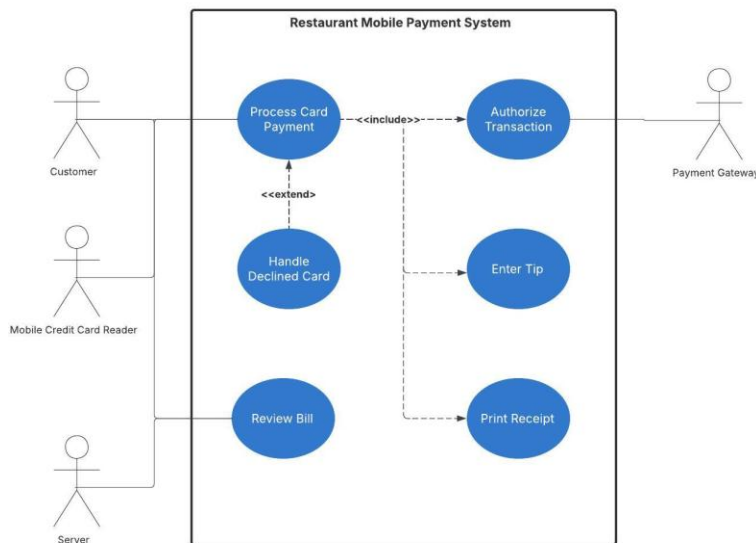 Restaurant Mobile Payment System
Process Card
Payment
<<include>>
Authorize
Transaction
Customer
Payment Gateway
<<extend>
Handle
Declined Card
Enter Tip
Mobile Credit Card Reader
Review Bill
Print Receipt
Server